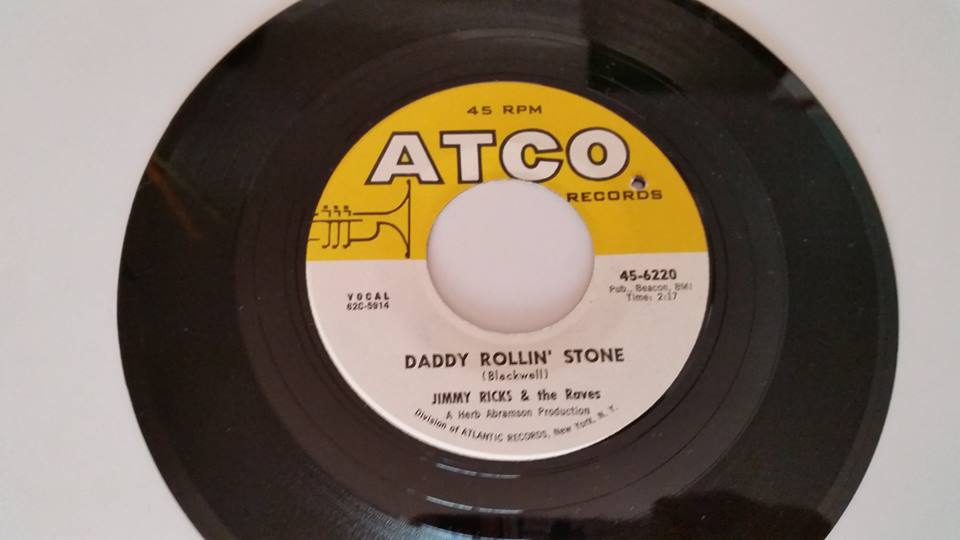 45 RPM
ATCO
RECORDS
45-6220
Pub., Beacon, BMI
Time: 2:17
VOCAL
62C-5914
DADDY ROLLIN' STONE
(Blackwell)
JIMMY RICKS & the Raves
A Herb Abramson Production
Division of ATLANTIC RECORDS, New York, N. Y.